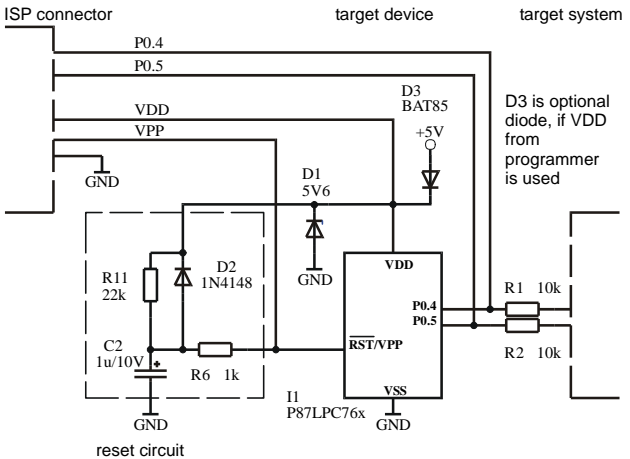 ISP connector
target device
target system
P0.4
P0.5
VDD
VPP
GND
D3
BAT85
+5V
D3 is optional
diode, if VDD
from
programmer
is used
D1
5V6
GND
R11
22k
D2
1N4148
C2
1u/10V
+
R6 1k
GND
reset circuit
VDD
P0.4
P0.5
RST/VPP
VSS
I1
P87LPC76x
GND
R1 10k
R2 10k